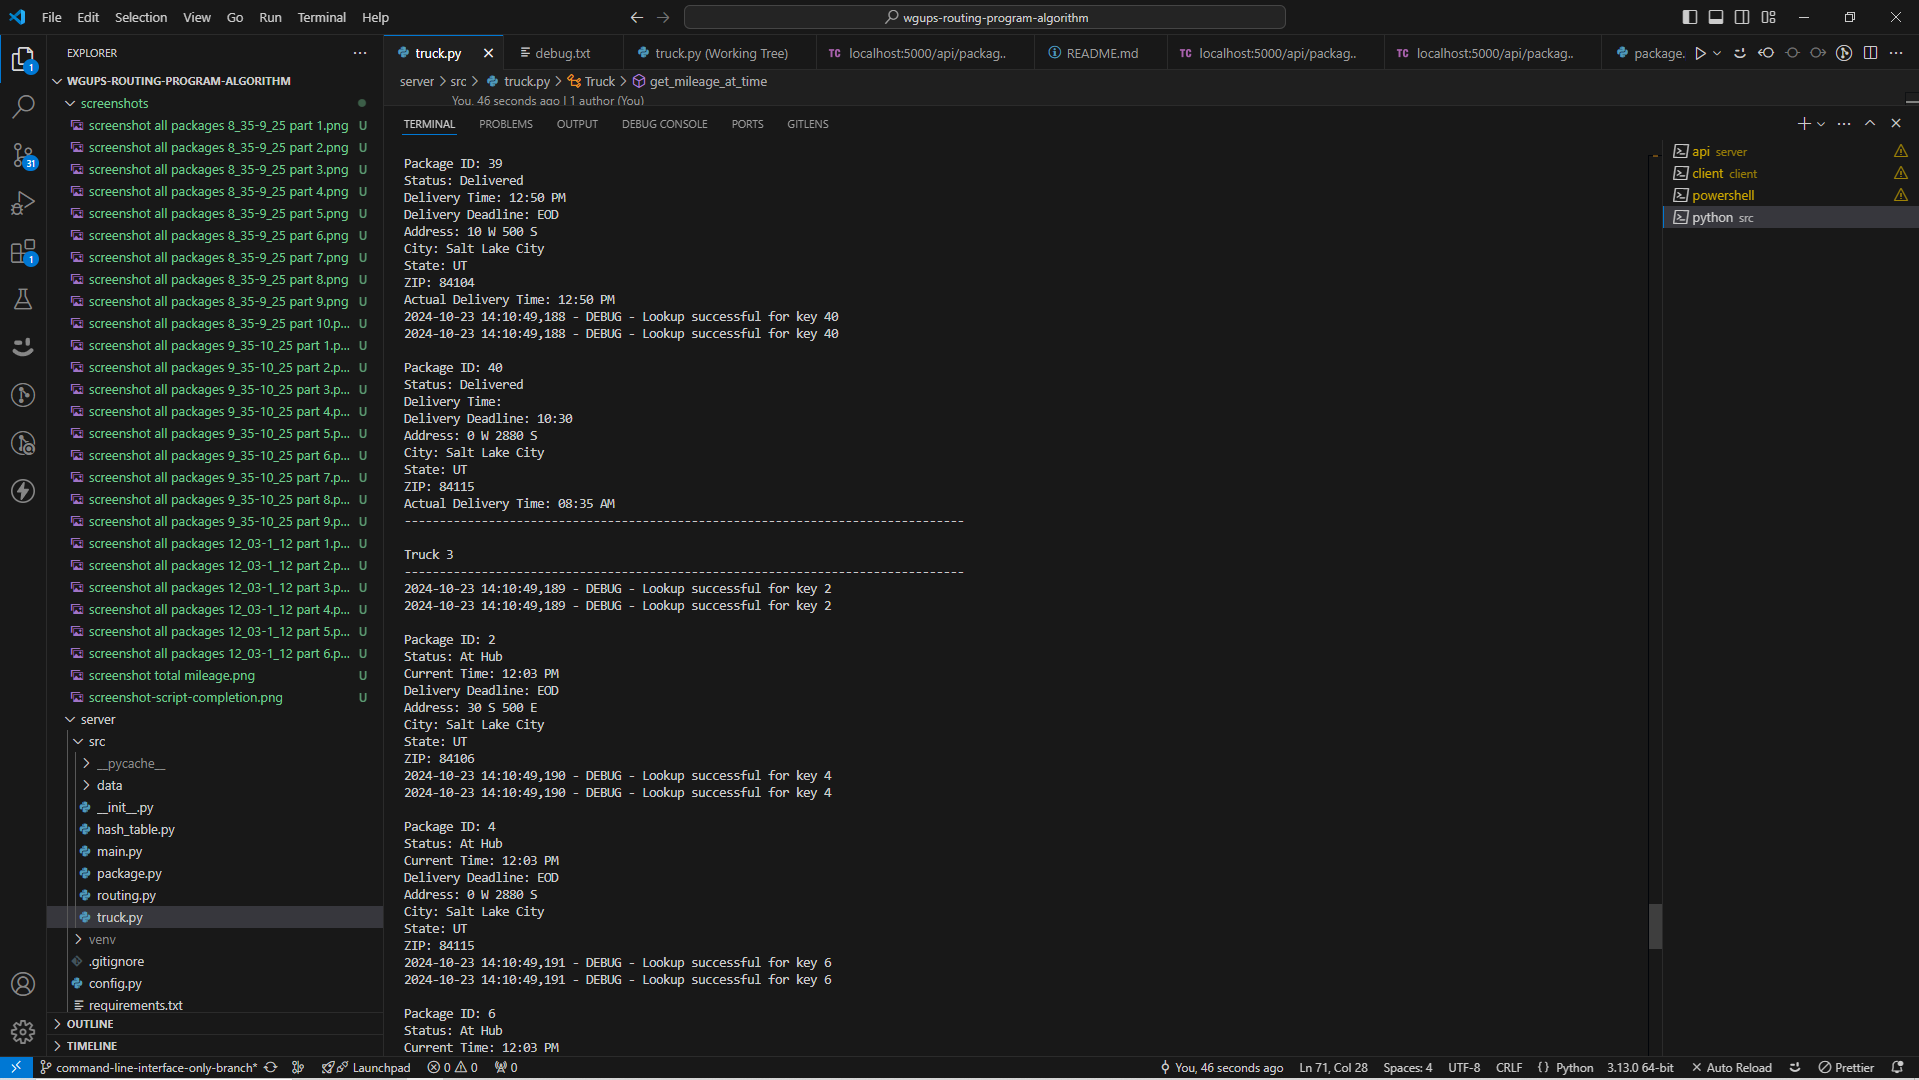 File Edit Selection View Go Run Terminal Help
wgups-routing-program-algorithm
EXPLORER
WGUPS-ROUTING-PROGRAM-ALGORITHM
screenshots
screenshot all packages 8_35-9_25 part 1.png U
screenshot all packages 8_35-9_25 part 2.png U
screenshot all packages 8_35-9_25 part 3.png U
screenshot all packages 8_35-9_25 part 4.png U
screenshot all packages 8_35-9_25 part 5.png U
screenshot all packages 8_35-9_25 part 6.png U
screenshot all packages 8_35-9_25 part 7.png U
screenshot all packages 8_35-9_25 part 8.png U
screenshot all packages 8_35-9_25 part 9.png U
screenshot all packages 8_35-9_25 part 10.p... U
screenshot all packages 9_35-10_25 part 1.p... U
screenshot all packages 9_35-10_25 part 2.p... U
screenshot all packages 9_35-10_25 part 3.p... U
screenshot all packages 9_35-10_25 part 4.p... U
screenshot all packages 9_35-10_25 part 5.p... U
screenshot all packages 9_35-10_25 part 6.p... U
screenshot all packages 9_35-10_25 part 7.p... U
screenshot all packages 9_35-10_25 part 8.p... U
screenshot all packages 9_35-10_25 part 9.p... U
screenshot all packages 12_03-1_12 part 1.p... U
screenshot all packages 12_03-1_12 part 2.p... U
screenshot all packages 12_03-1_12 part 3.p... U
screenshot all packages 12_03-1_12 part 4.p... U
screenshot all packages 12_03-1_12 part 5.p... U
screenshot all packages 12_03-1_12 part 6.p... U
screenshot total mileage.png U
screenshot-script-completion.png U
server
src
__pycache__
data
__init__.py
hash_table.py
main.py
package.py
routing.py
truck.py
venv
.gitignore
config.py
requirements.txt
OUTLINE
TIMELINE
1
31
1
truck.py debug.txt truck.py (Working Tree) TC localhost:5000/api/packag.. README.md TC localhost:5000/api/packag.. TC localhost:5000/api/packag.. package.
server > src > truck.py > Truck > get_mileage_at_time
You, 46 seconds ago | 1 author (You)
TERMINAL PROBLEMS OUTPUT DEBUG CONSOLE PORTS GITLENS
Package ID: 39
Status: Delivered
Delivery Time: 12:50 PM
Delivery Deadline: EOD
Address: 10 W 500 S
City: Salt Lake City
State: UT
ZIP: 84104
Actual Delivery Time: 12:50 PM
2024-10-23 14:10:49,188 - DEBUG - Lookup successful for key 40
2024-10-23 14:10:49,188 - DEBUG - Lookup successful for key 40
Package ID: 40
Status: Delivered
Delivery Time:
Delivery Deadline: 10:30
Address: 0 W 2880 S
City: Salt Lake City
State: UT
ZIP: 84115
Actual Delivery Time: 08:35 AM
--------------------------------------------------------------------------------
Truck 3
--------------------------------------------------------------------------------
2024-10-23 14:10:49,189 - DEBUG - Lookup successful for key 2
2024-10-23 14:10:49,189 - DEBUG - Lookup successful for key 2
Package ID: 2
Status: At Hub
Current Time: 12:03 PM
Delivery Deadline: EOD
Address: 30 S 500 E
City: Salt Lake City
State: UT
ZIP: 84106
2024-10-23 14:10:49,190 - DEBUG - Lookup successful for key 4
2024-10-23 14:10:49,190 - DEBUG - Lookup successful for key 4
Package ID: 4
Status: At Hub
Current Time: 12:03 PM
Delivery Deadline: EOD
Address: 0 W 2880 S
City: Salt Lake City
State: UT
ZIP: 84115
2024-10-23 14:10:49,191 - DEBUG - Lookup successful for key 6
2024-10-23 14:10:49,191 - DEBUG - Lookup successful for key 6
Package ID: 6
Status: At Hub
Current Time: 12:03 PM
api server
client client
powershell
python src
command-line-interface-only-branch* Launchpad 0 0 0 You, 46 seconds ago Ln 71, Col 28 Spaces: 4 UTF-8 CRLF {} Python 3.13.0 64-bit Auto Reload Prettier